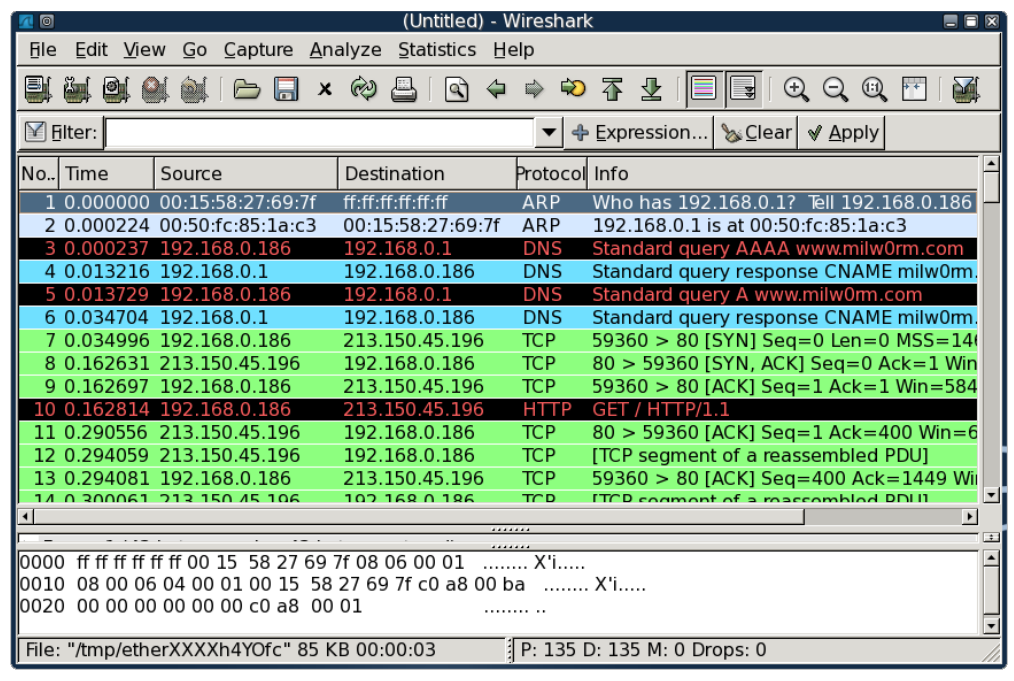 (Untitled) - Wireshark
File Edit View Go Capture Analyze Statistics Help
Filter: Expression... Clear Apply
No.. Time Source Destination Protocol Info
1 0.000000 00:15:58:27:69:7f ff:ff:ff:ff:ff:ff ARP Who has 192.168.0.1? Tell 192.168.0.186
2 0.000224 00:50:fc:85:1a:c3 00:15:58:27:69:7f ARP 192.168.0.1 is at 00:50:fc:85:1a:c3
3 0.000237 192.168.0.186 192.168.0.1 DNS Standard query AAAA www.milw0rm.com
4 0.013216 192.168.0.1 192.168.0.186 DNS Standard query response CNAME milw0rm.
5 0.013729 192.168.0.186 192.168.0.1 DNS Standard query A www.milw0rm.com
6 0.034704 192.168.0.1 192.168.0.186 DNS Standard query response CNAME milw0rm.
7 0.034996 192.168.0.186 213.150.45.196 TCP 59360 > 80 [SYN] Seq=0 Len=0 MSS=146
8 0.162631 213.150.45.196 192.168.0.186 TCP 80 > 59360 [SYN, ACK] Seq=0 Ack=1 Win
9 0.162697 192.168.0.186 213.150.45.196 TCP 59360 > 80 [ACK] Seq=1 Ack=1 Win=584
10 0.162814 192.168.0.186 213.150.45.196 HTTP GET / HTTP/1.1
11 0.290556 213.150.45.196 192.168.0.186 TCP 80 > 59360 [ACK] Seq=1 Ack=400 Win=6
12 0.294059 213.150.45.196 192.168.0.186 TCP [TCP segment of a reassembled PDU]
13 0.294081 192.168.0.186 213.150.45.196 TCP 59360 > 80 [ACK] Seq=400 Ack=1449 Wi
14 0.300061 213.150.45.196 192.168.0.186 TCP [TCP segment of a reassembled PDU]
0000 ff ff ff ff ff ff 00 15 58 27 69 7f 08 06 00 01 ........ X'i.....
0010 08 00 06 04 00 01 00 15 58 27 69 7f c0 a8 00 ba ........ X'i.....
0020 00 00 00 00 00 00 c0 a8 00 01 ........ ..
File: "/tmp/etherXXXXh4YOfc" 85 KB 00:00:03 P: 135 D: 135 M: 0 Drops: 0